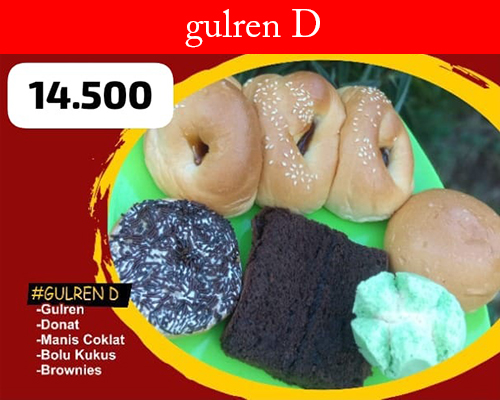 gulren D
14.500
#GULREN D
-Gulren
-Donat
-Manis Coklat
-Bolu Kukus
-Brownies